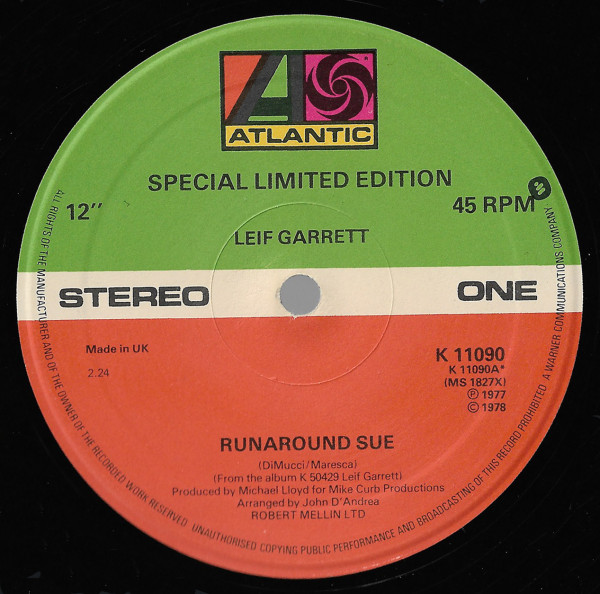 ATLANTIC
SPECIAL LIMITED EDITION
12"
45 RPM
LEIF GARRETT
STEREO
ONE
Made in UK
2.24
K 11090
K 11090A*
(MS 1827X)
Ⓟ 1977
© 1978
RUNAROUND SUE
(DiMucci/Maresca)
(From the album K 50429 Leif Garrett)
Produced by Michael Lloyd for Mike Curb Productions
Arranged by John D'Andrea
ROBERT MELLIN LTD
ALL RIGHTS OF THE MANUFACTURER AND OF THE OWNER OF THE RECORDED WORK RESERVED. UNAUTHORISED COPYING PUBLIC PERFORMANCE AND BROADCASTING OF THIS RECORD PROHIBITED. A WARNER COMMUNICATIONS COMPANY